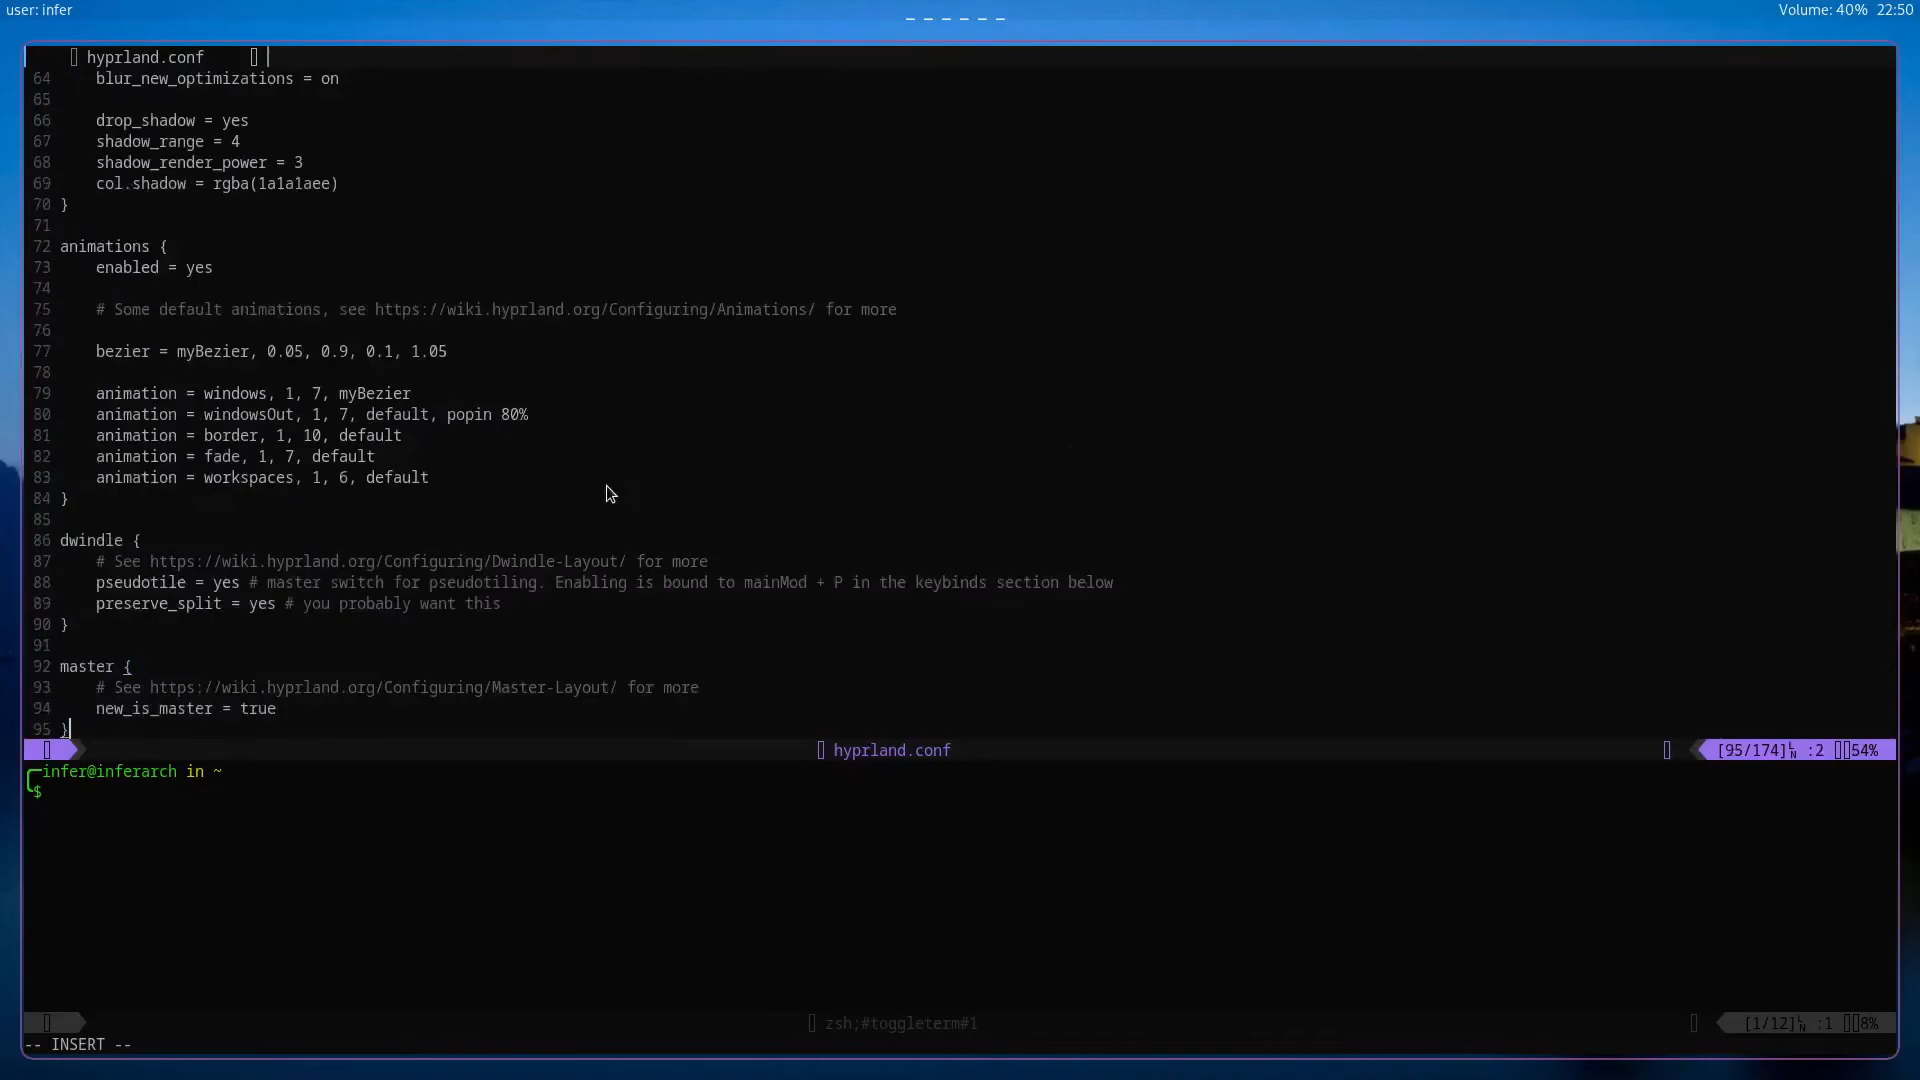 user: infer
Volume: 40% 22:50
hyprland.conf
64 blur_new_optimizations = on
65
66 drop_shadow = yes
67 shadow_range = 4
68 shadow_render_power = 3
69 col.shadow = rgba(1a1a1aee)
70 }
71
72 animations {
73 enabled = yes
74
75 # Some default animations, see https://wiki.hyprland.org/Configuring/Animations/ for more
76
77 bezier = myBezier, 0.05, 0.9, 0.1, 1.05
78
79 animation = windows, 1, 7, myBezier
80 animation = windowsOut, 1, 7, default, popin 80%
81 animation = border, 1, 10, default
82 animation = fade, 1, 7, default
83 animation = workspaces, 1, 6, default
84 }
85
86 dwindle {
87 # See https://wiki.hyprland.org/Configuring/Dwindle-Layout/ for more
88 pseudotile = yes # master switch for pseudotiling. Enabling is bound to mainMod + P in the keybinds section below
89 preserve_split = yes # you probably want this
90 }
91
92 master {
93 # See https://wiki.hyprland.org/Configuring/Master-Layout/ for more
94 new_is_master = true
95 }
hyprland.conf [95/174]␤ :2 54%
infer@inferarch in ~
$
zsh;#toggleterm#1 [1/12]␤ :1 8%
-- INSERT --